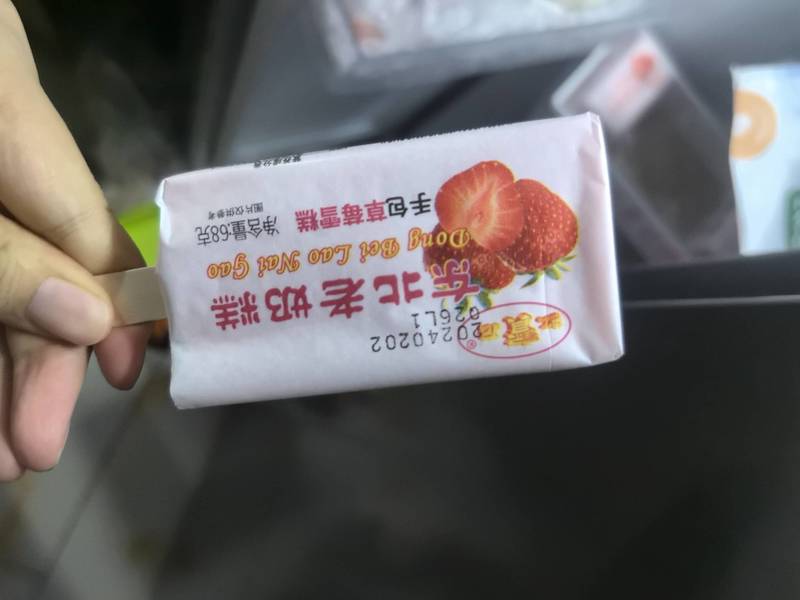 20240202
026L1
东北老奶糕
Dong Bei Lao Nai Gao
手包草莓雪糕 净含量:68克
图片仅供参考